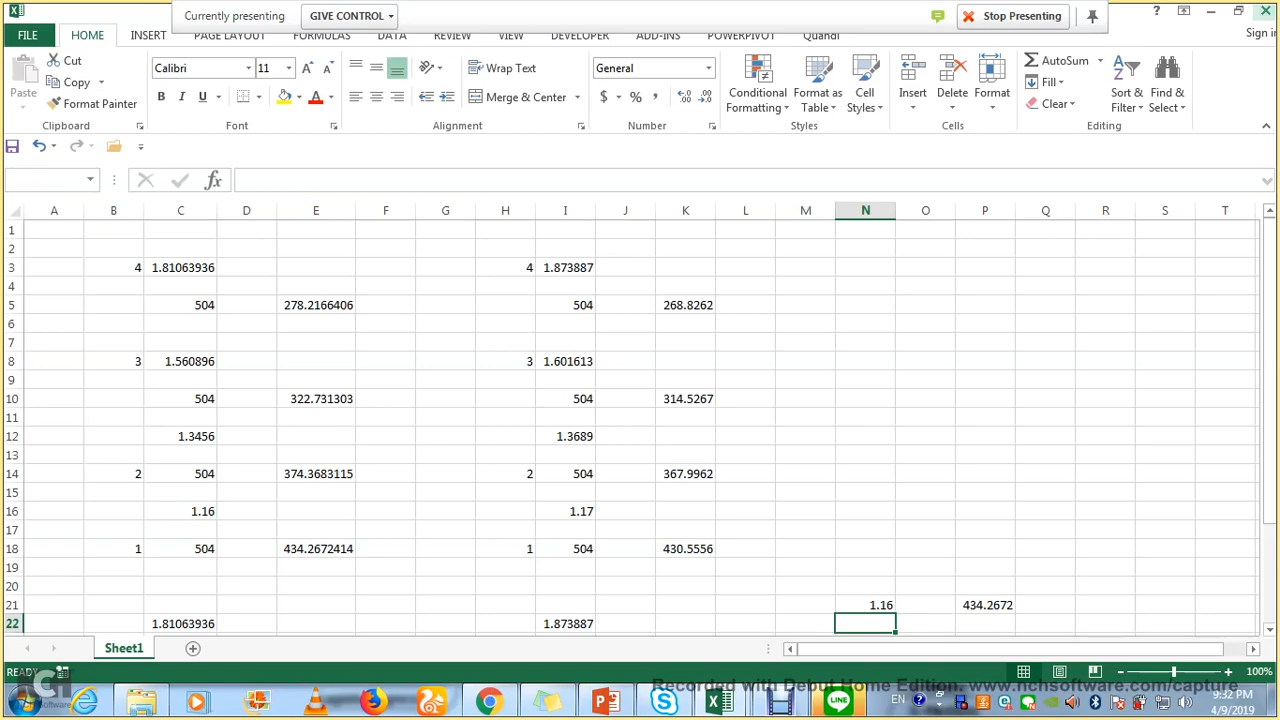 Currently presenting GIVE CONTROL Stop Presenting ?
FILE HOME INSERT PAGE LAYOUT FORMULAS DATA REVIEW VIEW DEVELOPER ADD-INS POWERPIVOT Quandl Sign in
Cut Calibri 11 Wrap Text General AutoSum
Copy Fill
Paste Format Painter B I U A Merge & Center $ % , Conditional Formatting Format as Table Cell Styles Insert Delete Format Clear Sort & Filter Find & Select
Clipboard Font Alignment Number Styles Cells Editing
fx
A B C D E F G H I J K L M N O P Q R S T
1
2
3 4 1.81063936 4 1.873887
4
5 504 278.2166406 504 268.8262
6
7
8 3 1.560896 3 1.601613
9
10 504 322.731303 504 314.5267
11
12 1.3456 1.3689
13
14 2 504 374.3683115 2 504 367.9962
15
16 1.16 1.17
17
18 1 504 434.2672414 1 504 430.5556
19
20
21 1.16 434.2672
22 1.81063936 1.873887
Sheet1
READY 100%
NCH Software Recorded with Debut Home Edition. www.nchsoftware.com/capture
EN 9:32 PM
4/9/2019